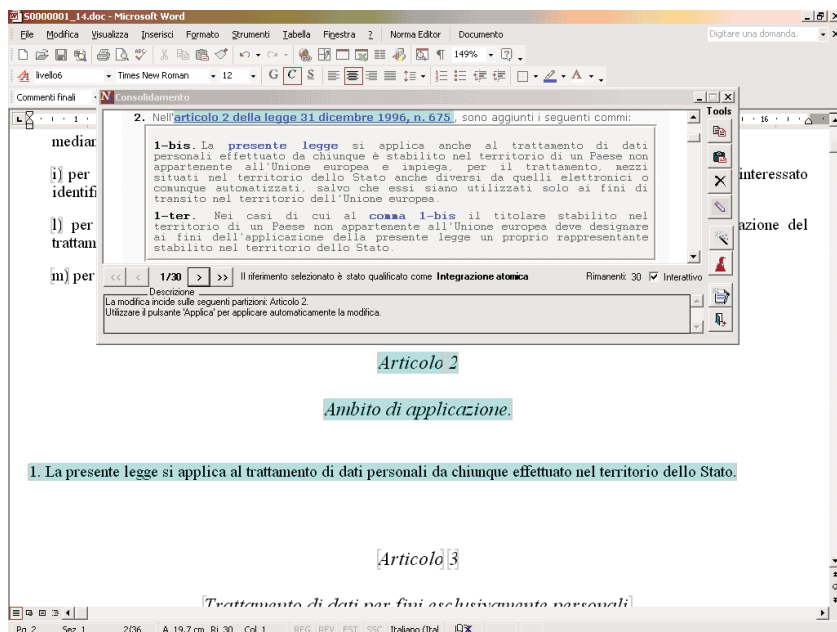 S0000001_14.doc - Microsoft Word
File Modifica Visualizza Inserisci Formato Strumenti Tabella Finestra ? Norma Editor Documento
Digitare una domanda.
149%
livello6 Times New Roman 12 G C S
Commenti finali
Consolidamento
Tools
2. Nell'articolo 2 della legge 31 dicembre 1996, n. 675 , sono aggiunti i seguenti commi:
1-bis. La presente legge si applica anche al trattamento di dati
personali effettuato da chiunque è stabilito nel territorio di un Paese non
appartenente all'Unione europea e impiega, per il trattamento, mezzi
situati nel territorio dello Stato anche diversi da quelli elettronici o
comunque automatizzati, salvo che essi siano utilizzati solo ai fini di
transito nel territorio dell'Unione europea.
1-ter. Nei casi di cui al comma 1-bis il titolare stabilito nel
territorio di un Paese non appartenente all'Unione europea deve designare
ai fini dell'applicazione della presente legge un proprio rappresentante
stabilito nel territorio dello Stato.
<< < 1/30 > >> Il riferimento selezionato è stato qualificato come Integrazione atomica Rimanenti: 30 Interattivo
Descrizione
La modifica incide sulle seguenti partizioni: Articolo 2.
Utilizzare il pulsante 'Applica' per applicare automaticamente la modifica.
median
[i] per interessato
identifi
[l] per azione del
trattam
[m] per
Articolo 2
Ambito di applicazione.
1. La presente legge si applica al trattamento di dati personali da chiunque effettuato nel territorio dello Stato.
[Articolo][3]
[Trattamento di dati per fini esclusivamente personali]
Pg 2 Sez 1 2/36 A 19,7 cm Ri 30 Col 1 REG REV EST SSC Italiano (Ital